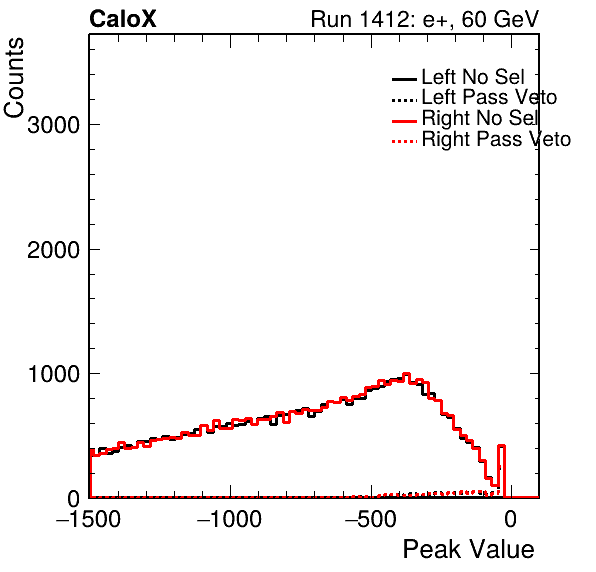 CaloX Run 1412: e+, 60 GeV
Counts
Left No Sel
Left Pass Veto
Right No Sel
Right Pass Veto
3000
2000
1000
0
−1500 −1000 −500 0
Peak Value